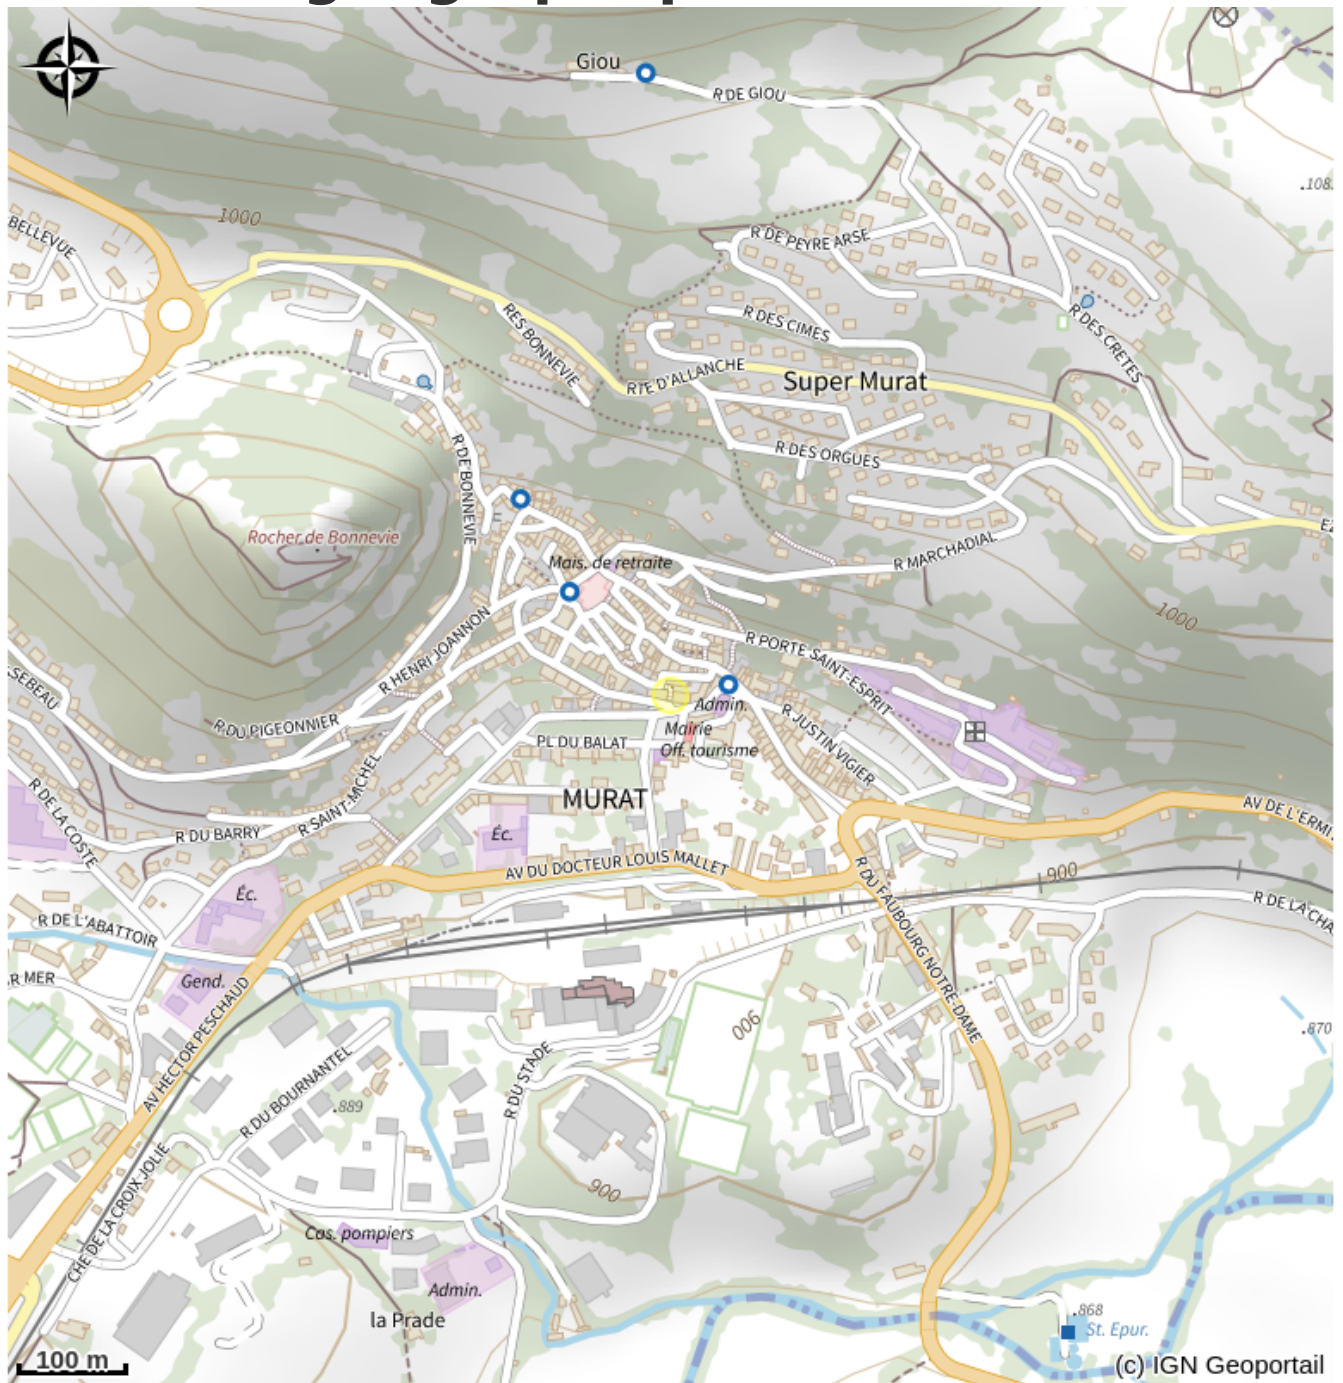 Giou
R DE GIOU
.108
1000
BELLEVUE
R DE PEYRE ARSE
RES BONNEVIE
R DES CIMES
R DES CRETES
RTE D'ALLANCHE
Super Murat
R DE BONNEVIE
R DES ORGUES
Rocher de Bonnevie
R MARCHADIAL
Mais. de retraite
1000
R HENRI JOANNON
R PORTE SAINT-ESPRIT
SEBEAU
R DU PIGEONNIER
Admin.
Mairie
Off. tourisme
R JUSTIN VIGIER
PL DU BALAT
MURAT
R SAINT-MICHEL
R DE LA COSTE
R DU BARRY
Éc.
AV DE L'ERMI
AV DU DOCTEUR LOUIS MALLET
900
Éc.
R DU FAUBOURG NOTRE-DAME
R DE LA CHA
R DE L'ABATTOIR
R MER
Gend.
AV HECTOR PESCHAUD
900
.870
R DU STADE
R DU BOURNANTEL
.889
CHE DE LA CROIX JOLIE
900
Cas. pompiers
Admin.
la Prade
.868
St. Epur.
100 m
(c) IGN Geoportail